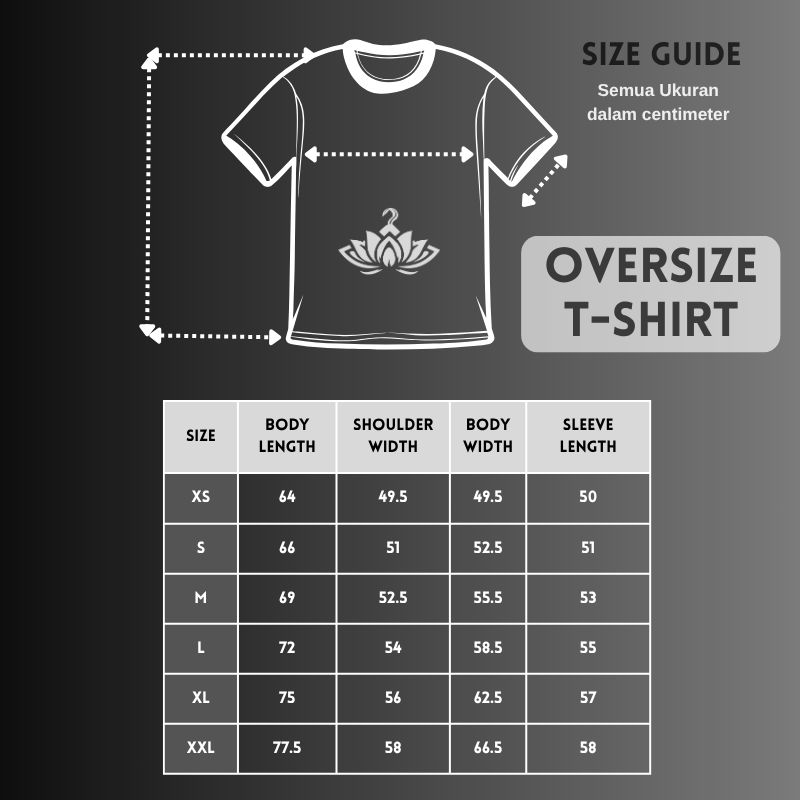 SIZE GUIDE
Semua Ukuran
dalam centimeter
OVERSIZE
T-SHIRT
SIZE BODY LENGTH SHOULDER WIDTH BODY WIDTH SLEEVE LENGTH
XS 64 49.5 49.5 50
S 66 51 52.5 51
M 69 52.5 55.5 53
L 72 54 58.5 55
XL 75 56 62.5 57
XXL 77.5 58 66.5 58